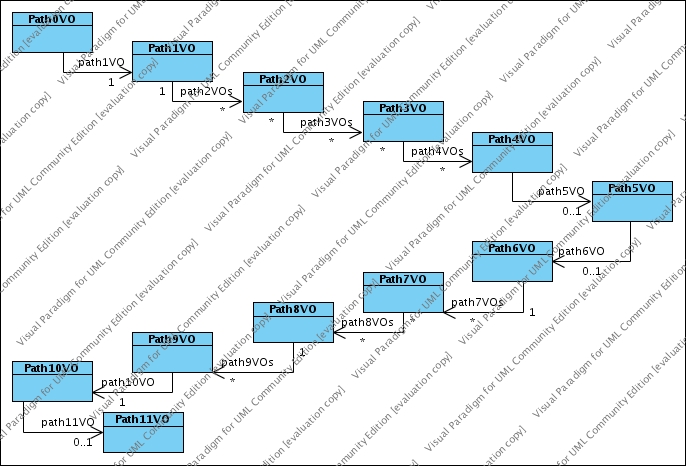 Path0VO
path1VO
1
Path1VO
1
path2VOs
*
Path2VO
*
path3VOs
*
Path3VO
*
path4VOs
*
Path4VO
path5VO
0..1
Path5VO
path6VO
0..1
Path6VO
1
path7VOs
*
Path7VO
*
path8VOs
*
Path8VO
1
path9VOs
*
Path9VO
path10VO
1
Path10VO
path11VO
0..1
Path11VO
Visual Paradigm for UML Community Edition [evaluation copy]